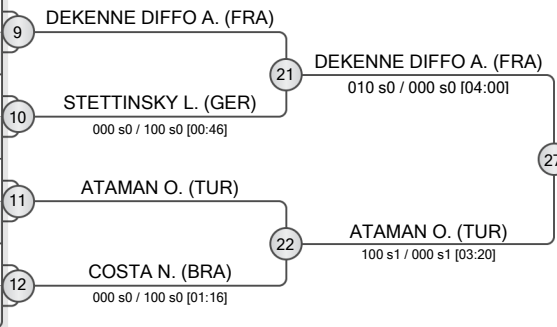 9
DEKENNE DIFFO A. (FRA)
21
DEKENNE DIFFO A. (FRA)
010 s0 / 000 s0 [04:00]
10
STETTINSKY L. (GER)
000 s0 / 100 s0 [00:46]
27
11
ATAMAN O. (TUR)
22
ATAMAN O. (TUR)
100 s1 / 000 s1 [03:20]
12
COSTA N. (BRA)
000 s0 / 100 s0 [01:16]